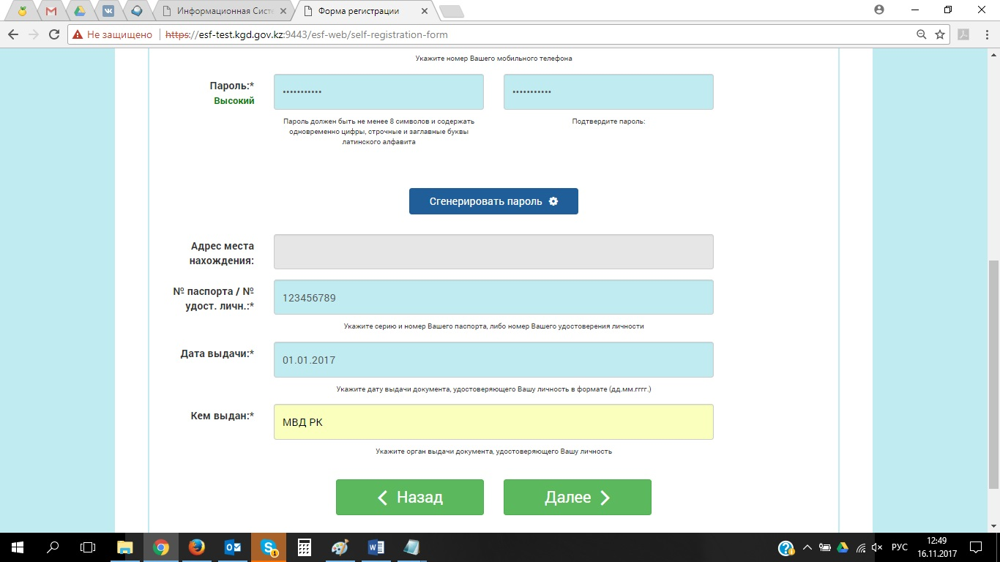 Информационная Систе
Форма регистрации
Не защищено
https://esf-test.kgd.gov.kz:9443/esf-web/self-registration-form
Укажите номер Вашего мобильного телефона
Пароль:*
Высокий
•••••••••••
•••••••••••
Пароль должен быть не менее 8 символов и содержать
одновременно цифры, строчные и заглавные буквы
латинского алфавита
Подтвердите пароль:
Сгенерировать пароль
Адрес места
нахождения:
№ паспорта / №
удост. личн.:*
123456789
Укажите серию и номер Вашего паспорта, либо номер Вашего удостоверения личности
Дата выдачи:*
01.01.2017
Укажите дату выдачи документа, удостоверяющего Вашу личность в формате (дд.мм.гггг.)
Кем выдан:*
МВД РК
Укажите орган выдачи документа, удостоверяющего Вашу личность
Назад
Далее
РУС
12:49
16.11.2017